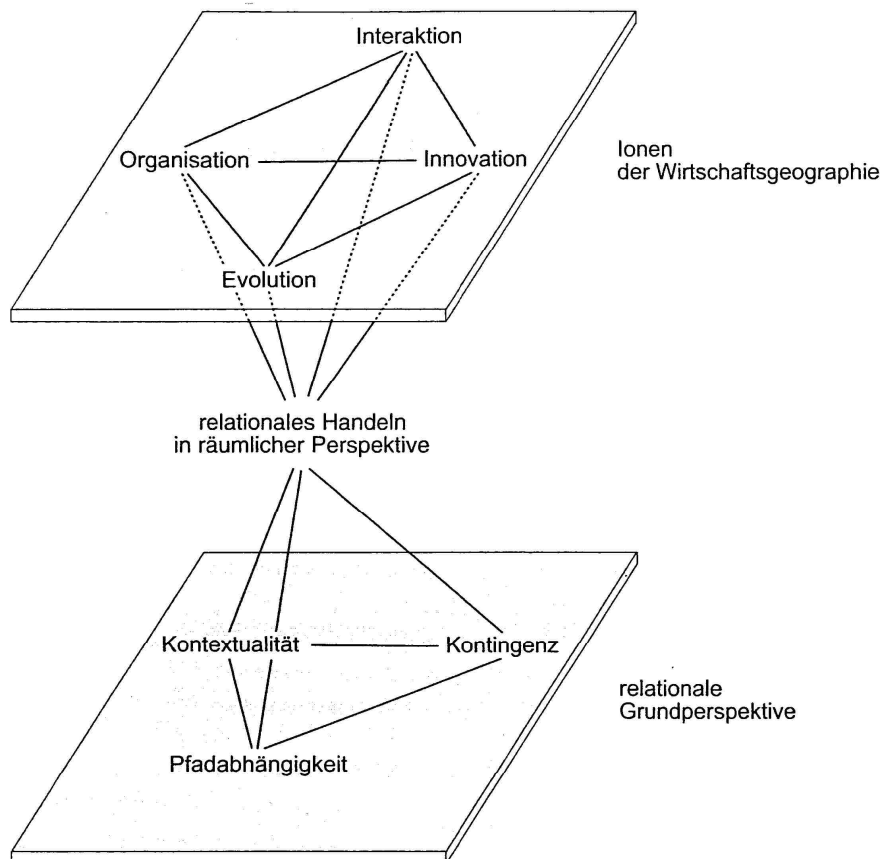 Interaktion
Organisation
Innovation
Ionen
der Wirtschaftsgeographie
Evolution
relationales Handeln
in räumlicher Perspektive
Kontextualität
Kontingenz
relationale
Grundperspektive
Pfadabhängigkeit